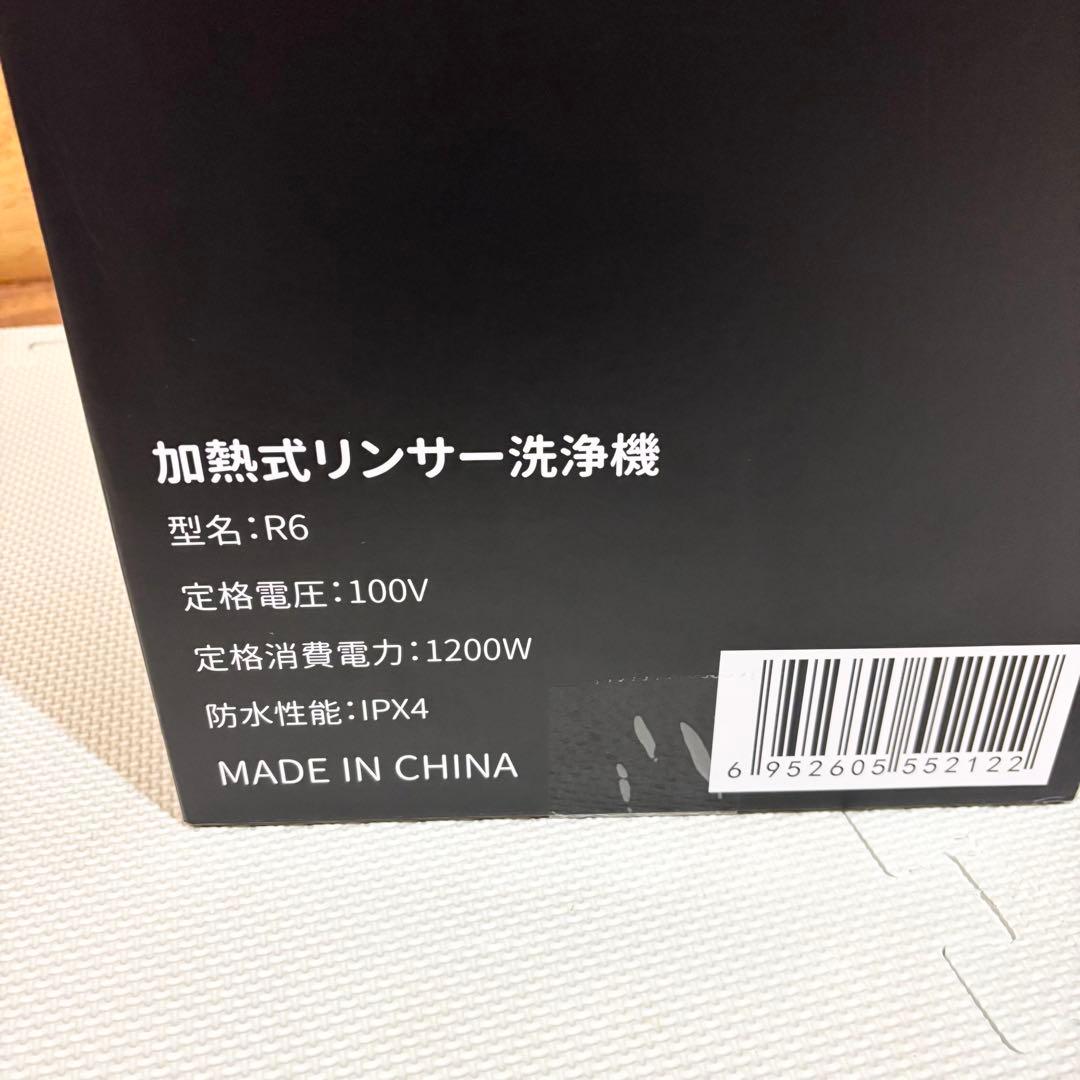 加熱式リンサー洗浄機
型名：R6
定格電圧：100V
定格消費電力：1200W
防水性能：IPX4
MADE IN CHINA
6 952605 552122